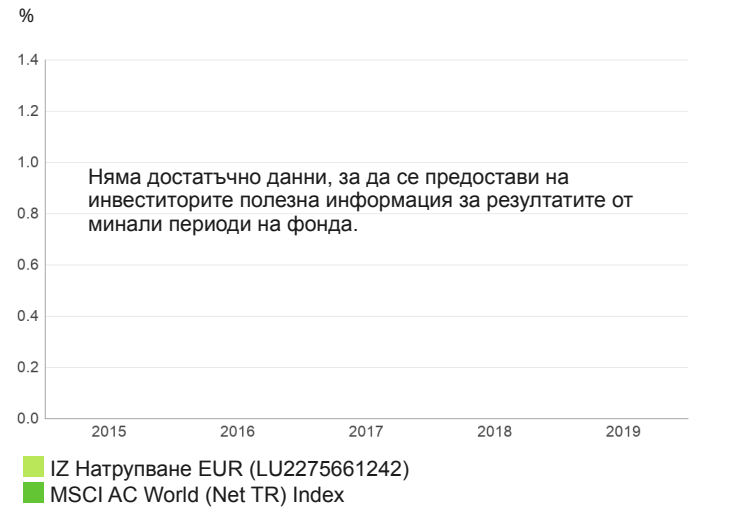 %
1.4
1.2
1.0
Няма достатъчно данни, за да се предостави на
инвеститорите полезна информация за резултатите от
минали периоди на фонда.
0.8
0.6
0.4
0.2
0.0
2015 2016 2017 2018 2019
IZ Натрупване EUR (LU2275661242)
MSCI AC World (Net TR) Index